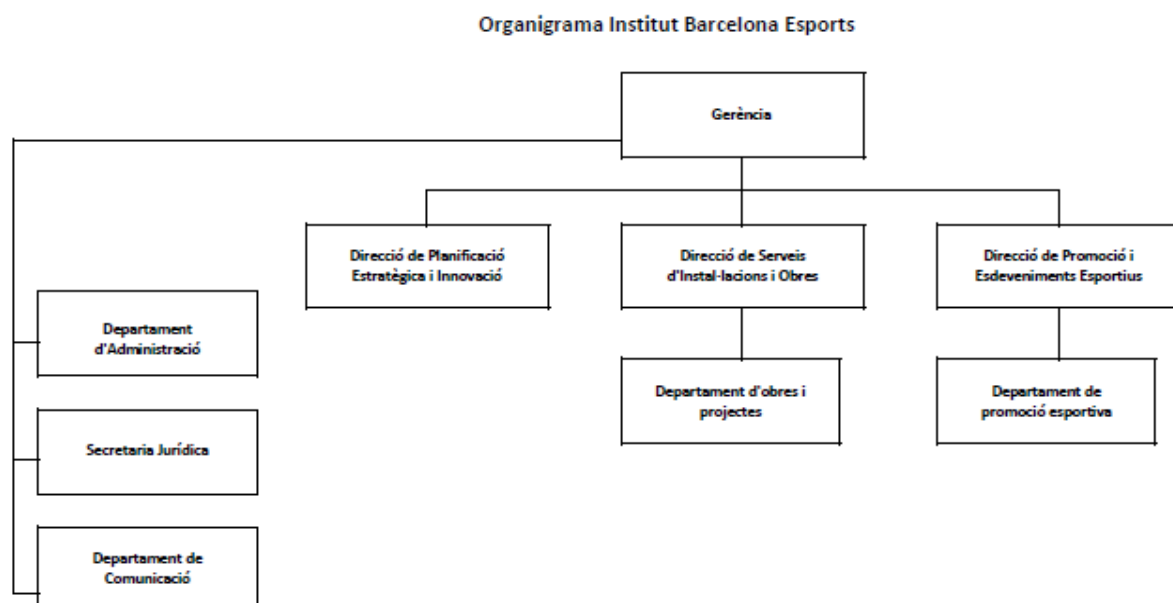 Organigrama Institut Barcelona Esports
Gerència
Direcció de Planificació
Estratègica i Innovació
Direcció de Serveis
d'Instal·lacions i Obres
Direcció de Promoció i
Esdeveniments Esportius
Departament
d'Administració
Departament d'obres i
projectes
Departament de
promoció esportiva
Secretaria Jurídica
Departament de
Comunicació